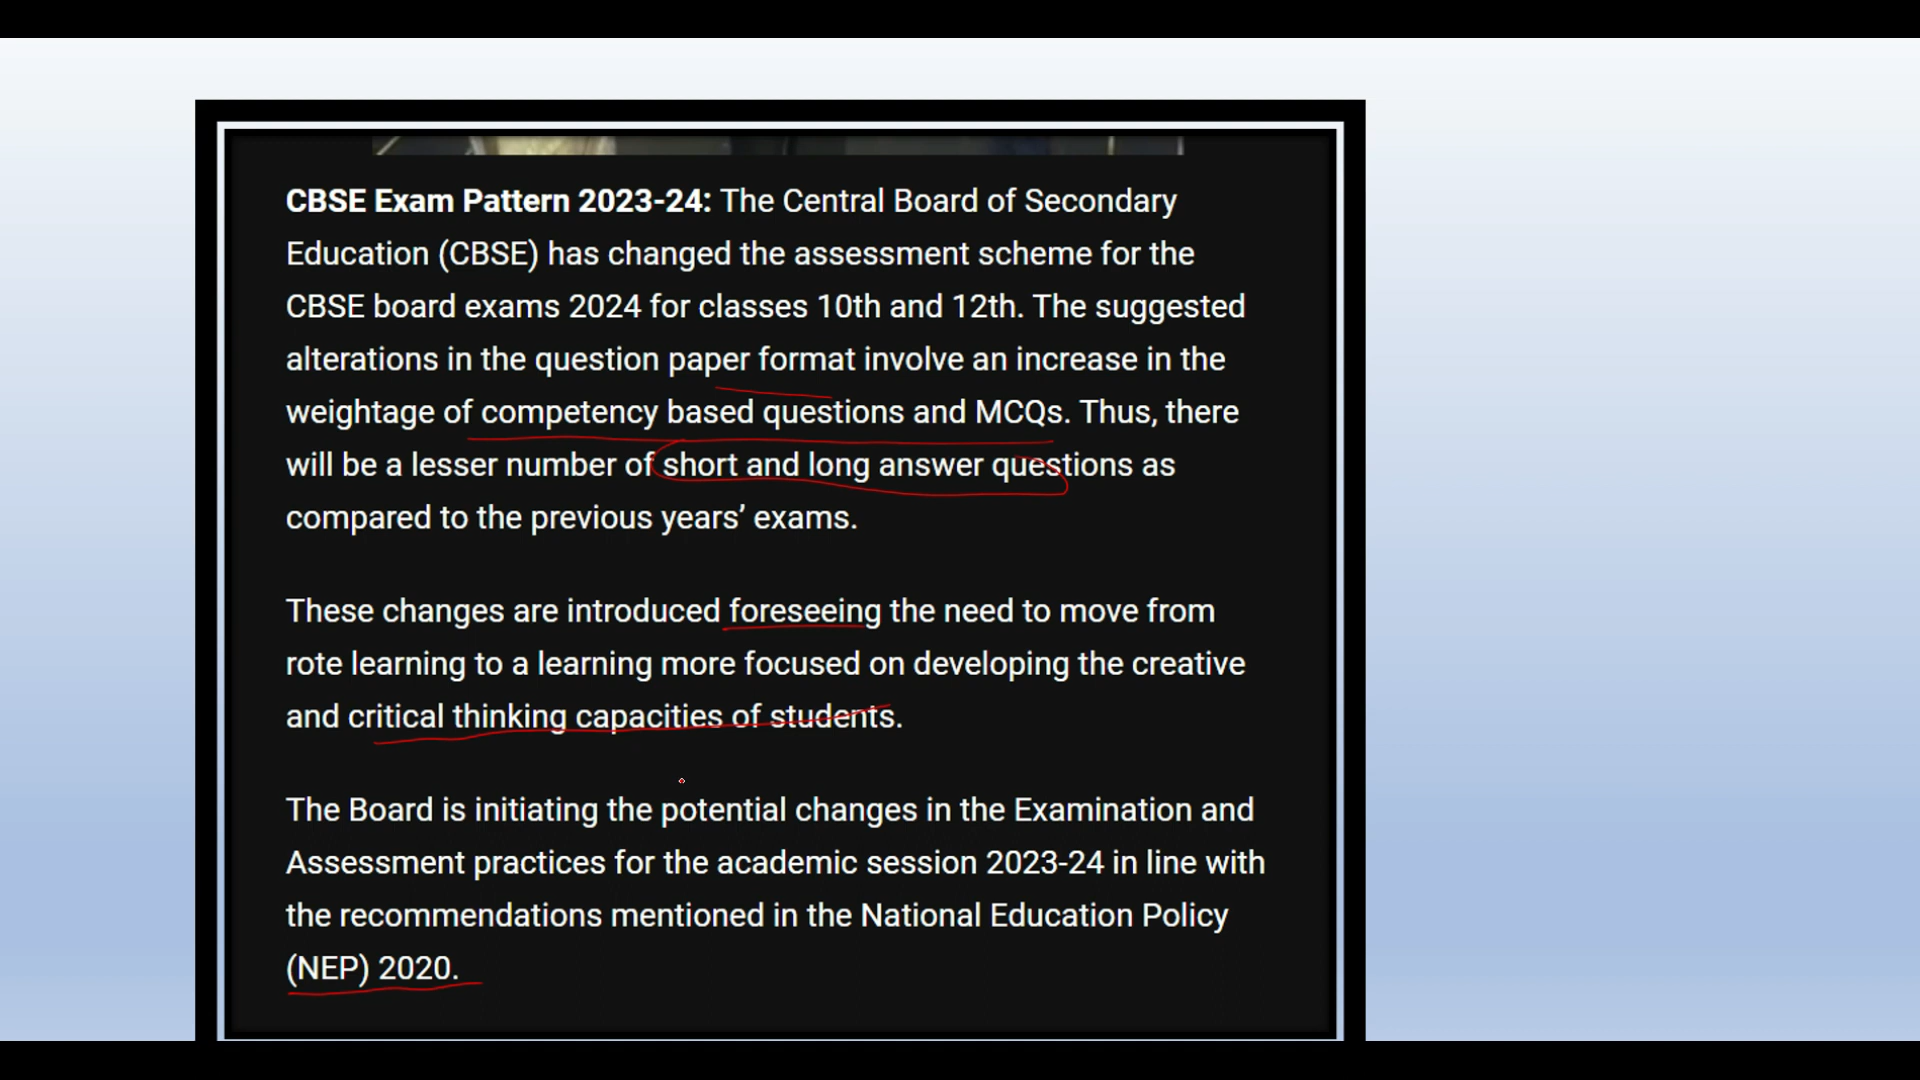 CBSE Exam Pattern 2023-24: The Central Board of Secondary
Education (CBSE) has changed the assessment scheme for the
CBSE board exams 2024 for classes 10th and 12th. The suggested
alterations in the question paper format involve an increase in the
weightage of competency based questions and MCQs. Thus, there
will be a lesser number of short and long answer questions as
compared to the previous years’ exams.
These changes are introduced foreseeing the need to move from
rote learning to a learning more focused on developing the creative
and critical thinking capacities of students.
The Board is initiating the potential changes in the Examination and
Assessment practices for the academic session 2023-24 in line with
the recommendations mentioned in the National Education Policy
(NEP) 2020.